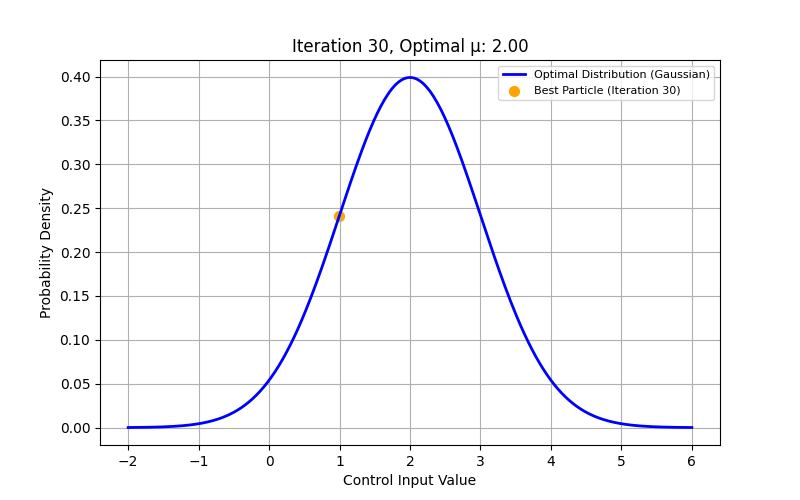 Iteration 30, Optimal μ: 2.00
Optimal Distribution (Gaussian)
Best Particle (Iteration 30)
Probability Density
0.40
0.35
0.30
0.25
0.20
0.15
0.10
0.05
0.00
−2 −1 0 1 2 3 4 5 6
Control Input Value